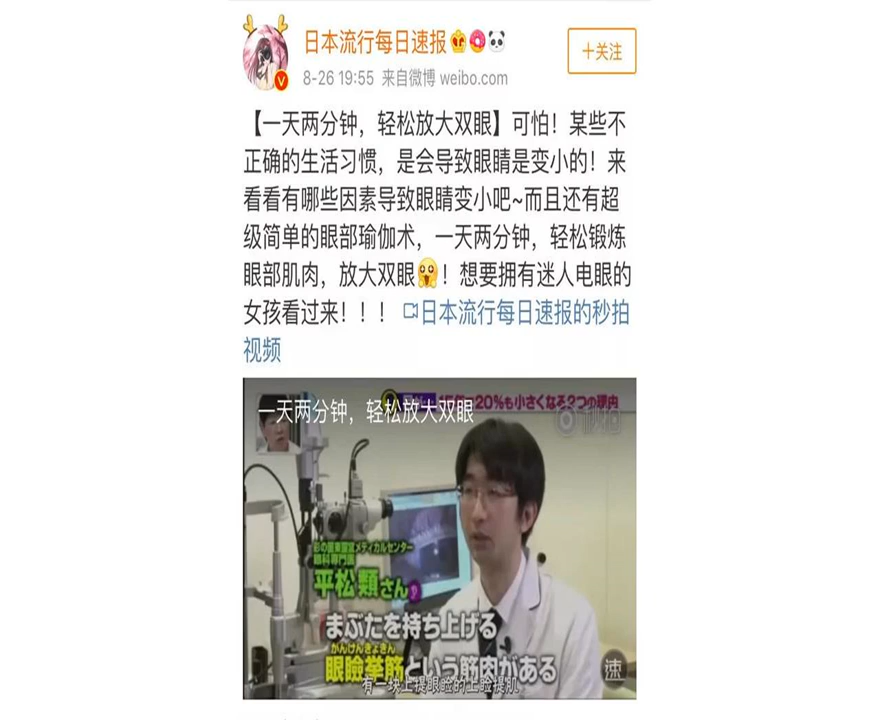 日本流行每日速报
+关注
8-26 19:55 来自微博 weibo.com
【一天两分钟，轻松放大双眼】可怕！某些不
正确的生活习惯，是会导致眼睛是变小的！来
看看有哪些因素导致眼睛变小吧~而且还有超
级简单的眼部瑜伽术，一天两分钟，轻松锻炼
眼部肌肉，放大双眼！想要拥有迷人电眼的
女孩看过来！！！日本流行每日速报的秒拍
视频
20%も小さくなる2つの
一天两分钟，轻松放大双眼
秒拍
眼科専門医
平松類さん
まぶたを持ち上げる
がんけんきょきん
眼瞼挙筋という筋肉がある
有一块上提眼睑的上睑提肌
速